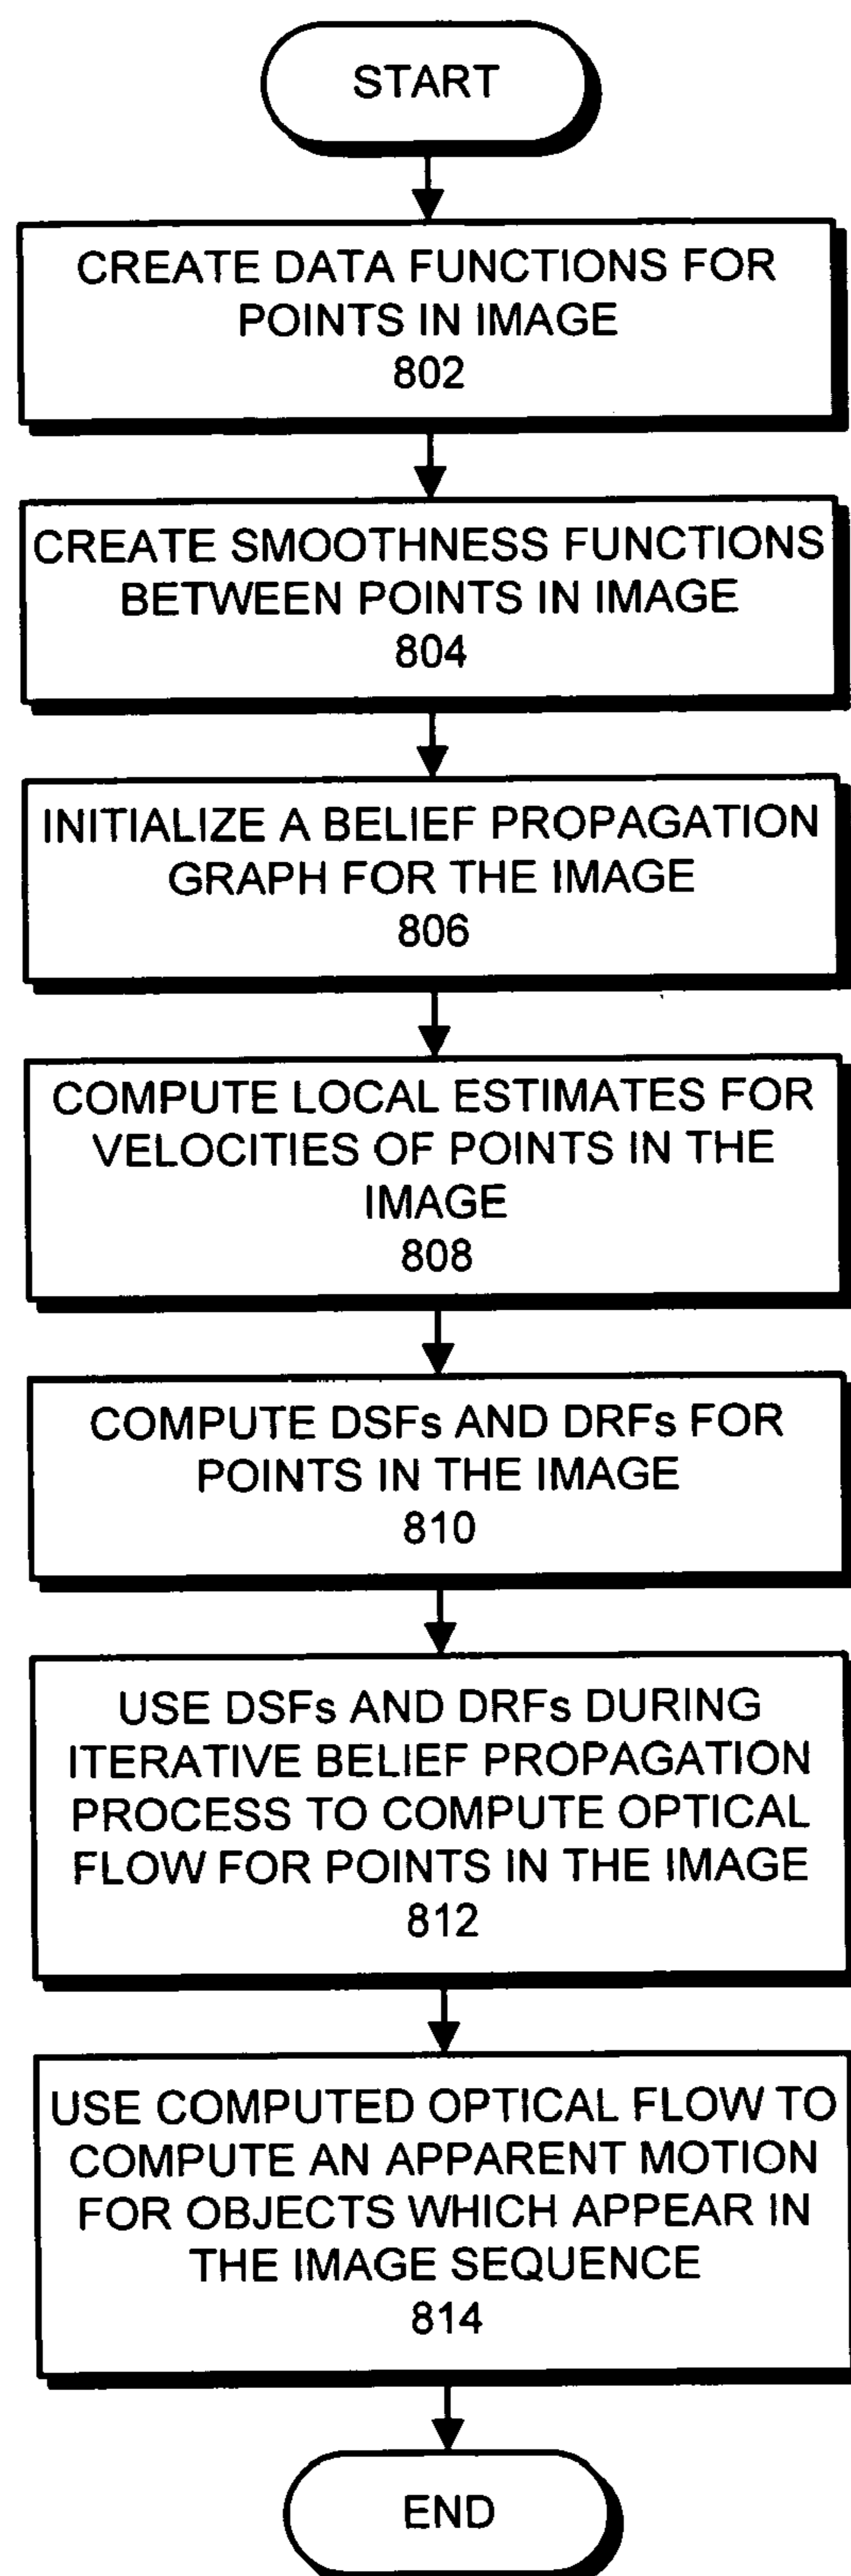 START
CREATE DATA FUNCTIONS FOR
POINTS IN IMAGE
802
CREATE SMOOTHNESS FUNCTIONS
BETWEEN POINTS IN IMAGE
804
INITIALIZE A BELIEF PROPAGATION
GRAPH FOR THE IMAGE
806
COMPUTE LOCAL ESTIMATES FOR
VELOCITIES OF POINTS IN THE
IMAGE
808
COMPUTE DSFs AND DRFs FOR
POINTS IN THE IMAGE
810
USE DSFs AND DRFs DURING
ITERATIVE BELIEF PROPAGATION
PROCESS TO COMPUTE OPTICAL
FLOW FOR POINTS IN THE IMAGE
812
USE COMPUTED OPTICAL FLOW TO
COMPUTE AN APPARENT MOTION
FOR OBJECTS WHICH APPEAR IN
THE IMAGE SEQUENCE
814
END